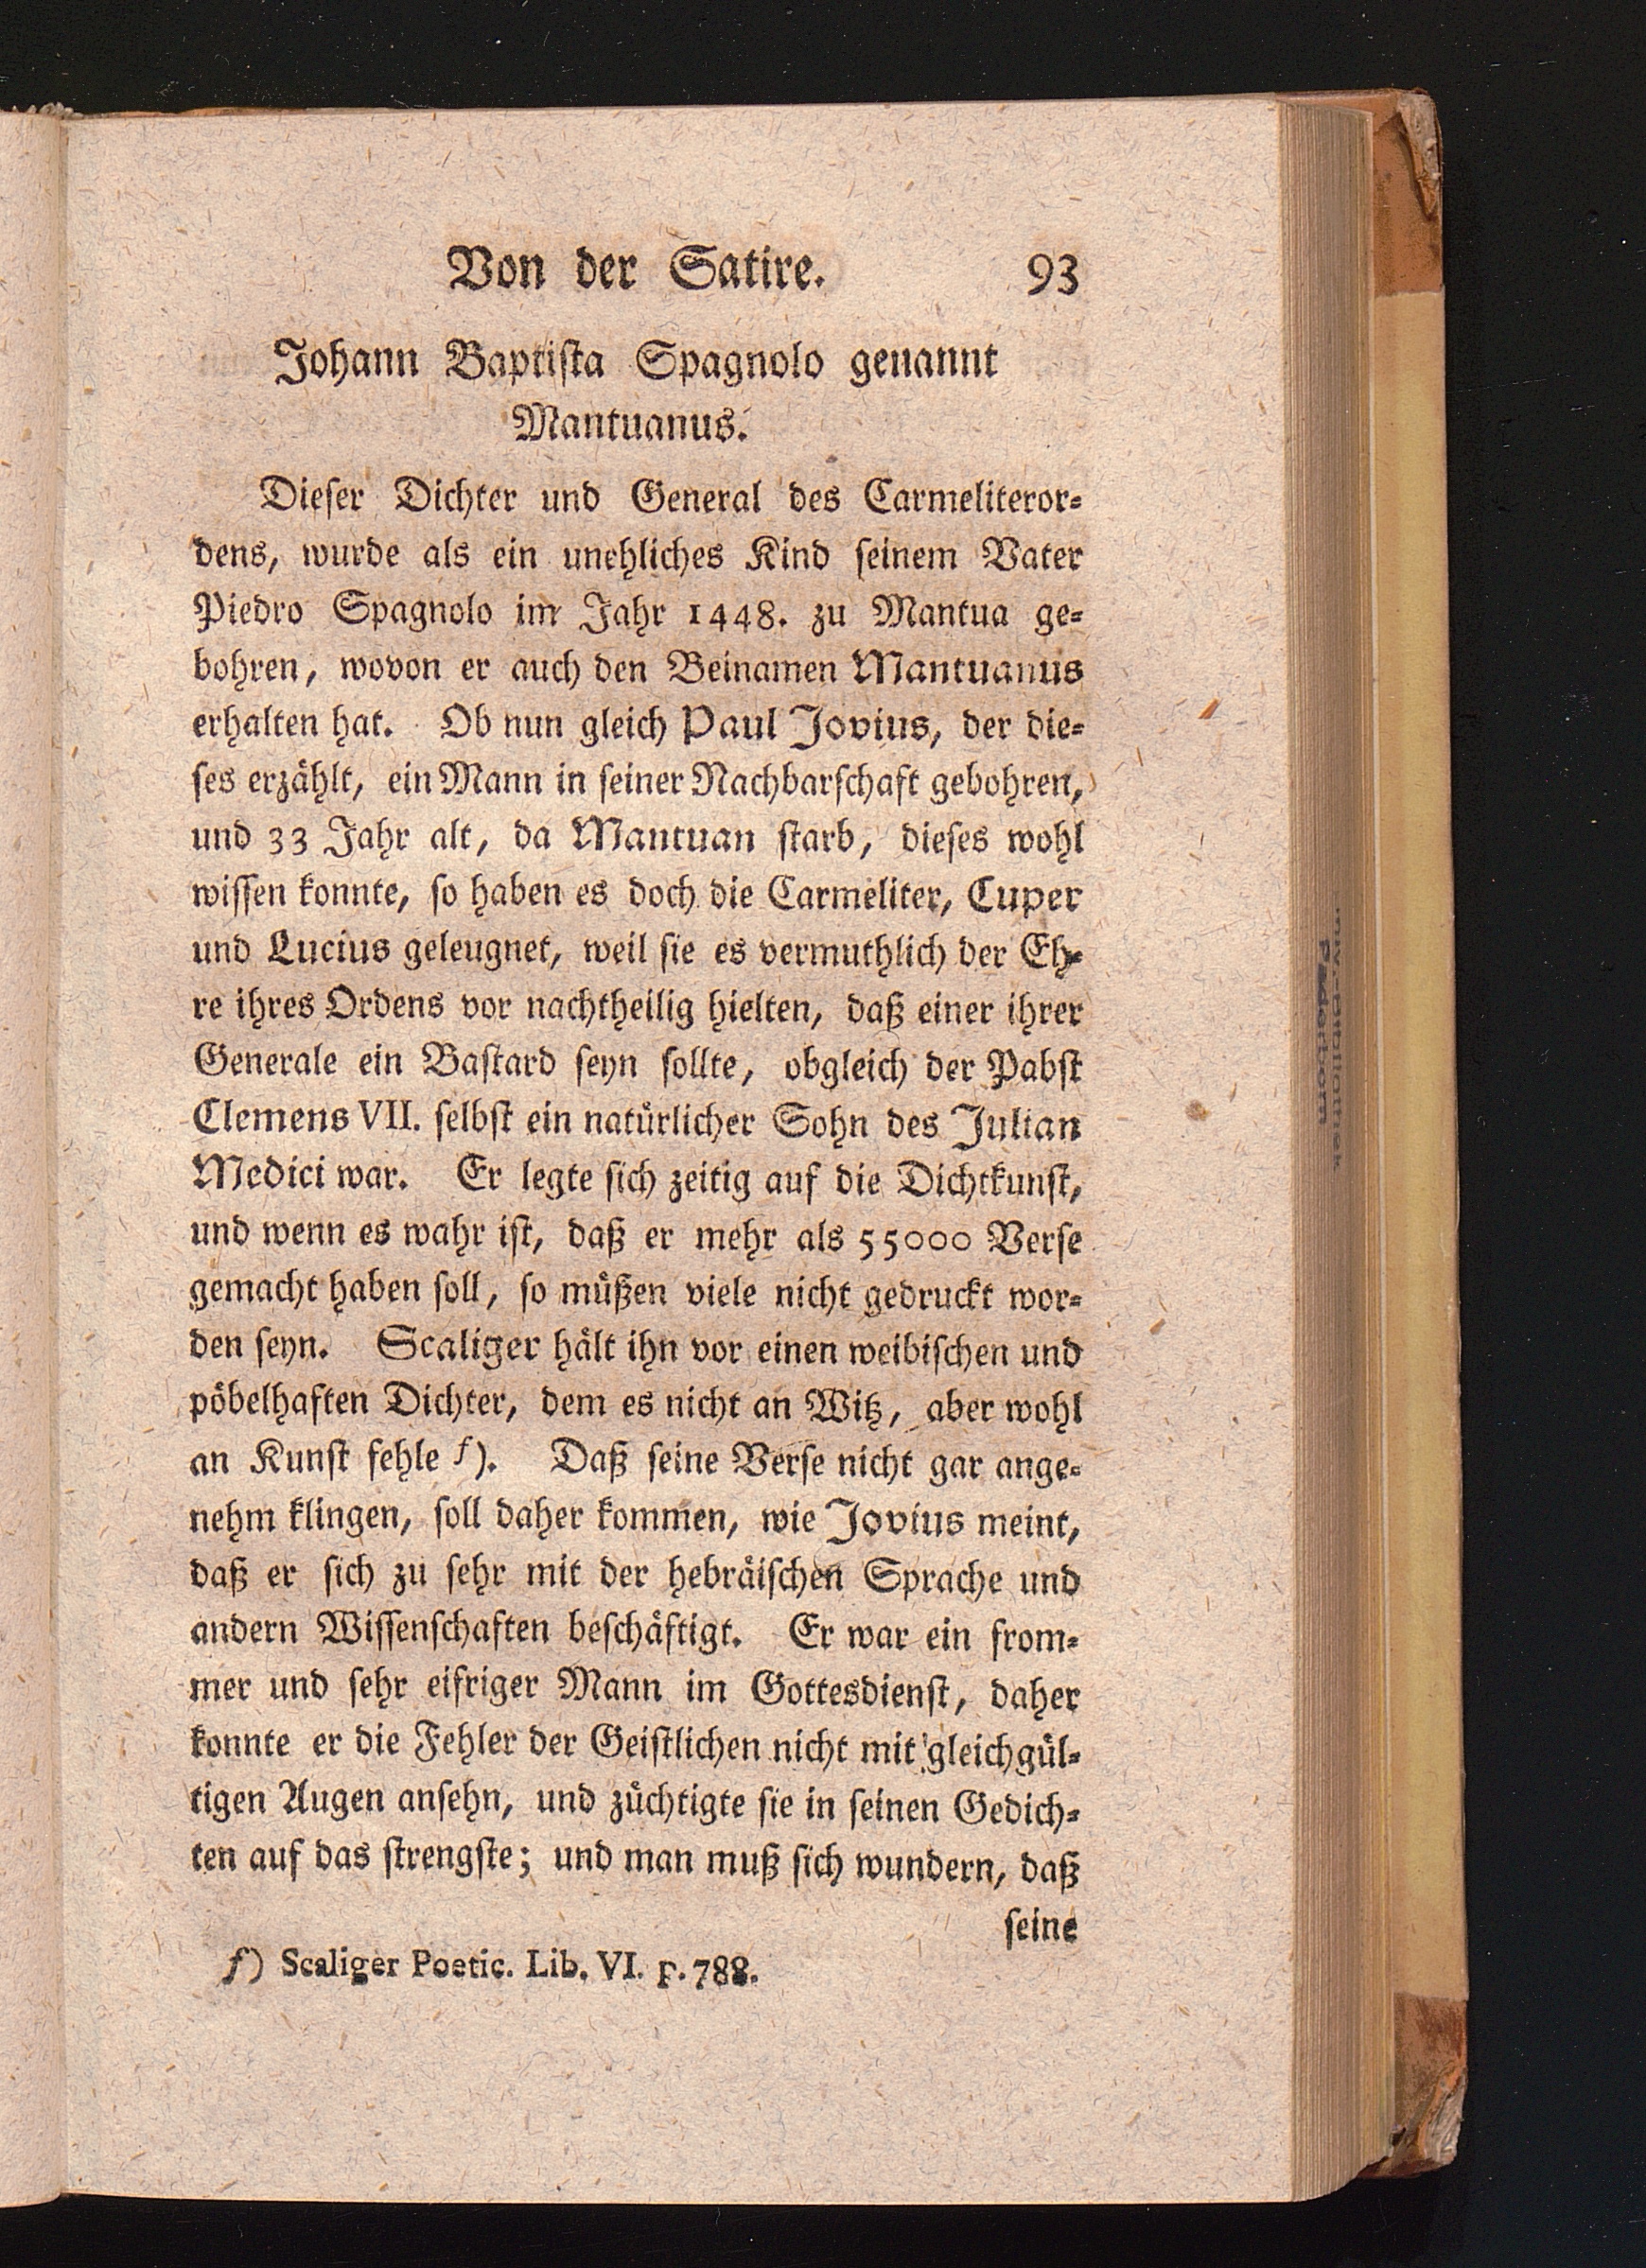 Von der Satire. 93
Johann Baptista Spagnolo genannt
Mantuanus.
Dieser Dichter und General des Carmeliteror-
dens, wurde als ein unehliches Kind seinem Vater
Piedro Spagnolo im Jahr 1448. zu Mantua ge-
bohren, wovon er auch den Beinamen Mantuanus
erhalten hat. Ob nun gleich Paul Jovius, der die-
ses erzählt, ein Mann in seiner Nachbarschaft gebohren,
und 33 Jahr alt, da Mantuan starb, dieses wohl
wissen konnte, so haben es doch die Carmeliter, Cuper
und Lucius geleugnet, weil sie es vermuthlich der Eh-
re ihres Ordens vor nachtheilig hielten, daß einer ihrer
Generale ein Bastard seyn sollte, obgleich der Pabst
Clemens VII. selbst ein natürlicher Sohn des Julian
Medici war. Er legte sich zeitig auf die Dichtkunst,
und wenn es wahr ist, daß er mehr als 55000 Verse
gemacht haben soll, so müßen viele nicht gedruckt wor-
den seyn. Scaliger hält ihn vor einen weibischen und
pöbelhaften Dichter, dem es nicht an Witz, aber wohl
an Kunst fehle f). Daß seine Verse nicht gar ange-
nehm klingen, soll daher kommen, wie Jovius meint,
daß er sich zu sehr mit der hebräischen Sprache und
andern Wissenschaften beschäftigt. Er war ein from-
mer und sehr eifriger Mann im Gottesdienst, daher
konnte er die Fehler der Geistlichen nicht mit gleichgül-
tigen Augen ansehn, und züchtigte sie in seinen Gedich-
ten auf das strengste; und man muß sich wundern, daß
seine
f) Scaliger Poetic. Lib. VI. p. 788.
Paderborn